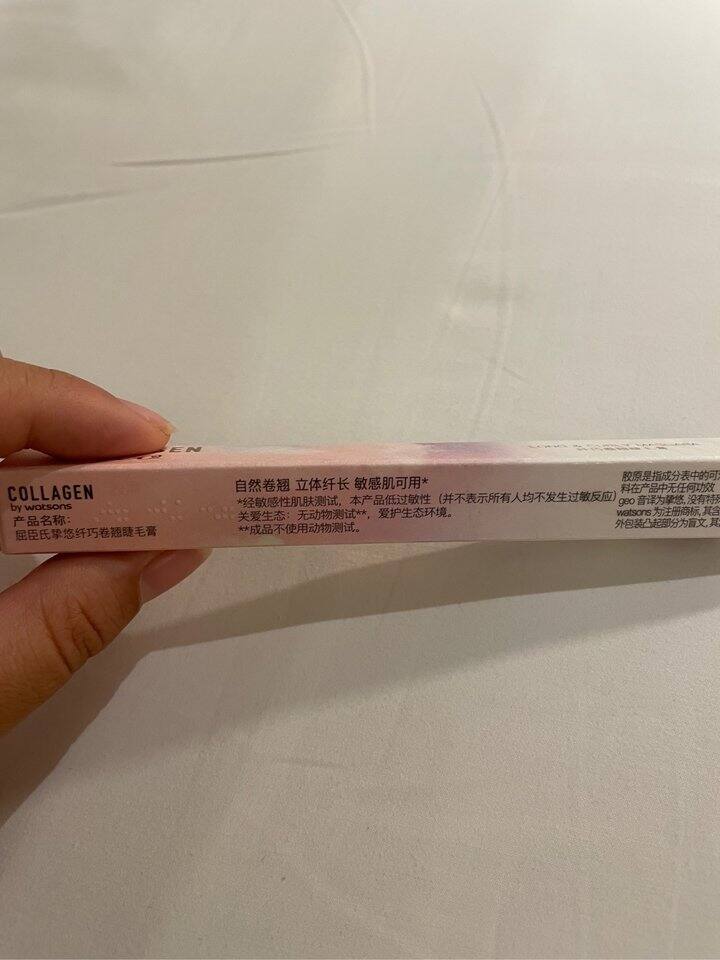 COLLAGEN
by watsons
产品名称:
屈臣氏挚悠纤巧卷翘睫毛膏
自然卷翘 立体纤长 敏感肌可用*
*经敏感性肌肤测试，本产品低过敏性（并不表示所有人均不发生过敏反应）
关爱生态：无动物测试**，爱护生态环境。
**成品不使用动物测试。
LONG & CURLY MASCARA
胶原是指成分表中的可
料在产品中无任何功效
geo 音译为挚悠, 没有特
watsons 为注册商标, 其含
外包装凸起部分为盲文, 其